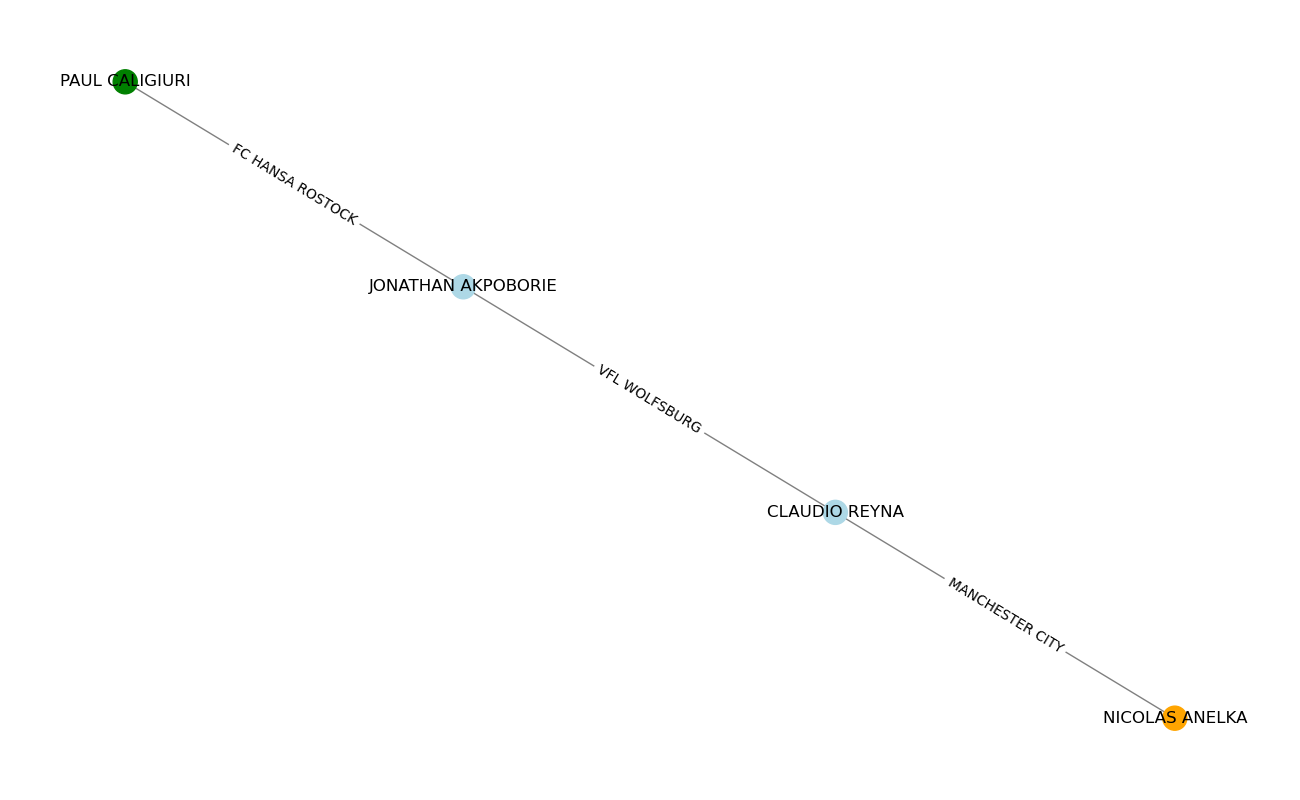 PAUL CALIGIURI
FC HANSA ROSTOCK
JONATHAN AKPOBORIE
VFL WOLFSBURG
CLAUDIO REYNA
MANCHESTER CITY
NICOLAS ANELKA